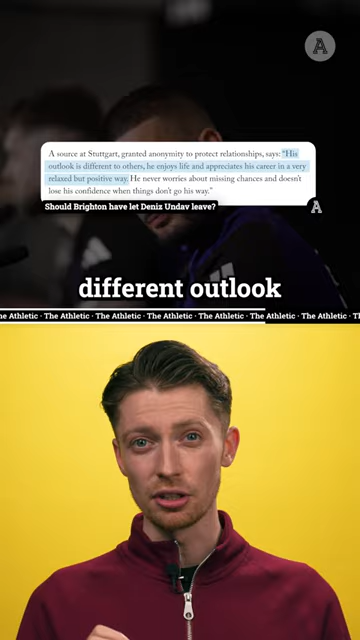 A
A source at Stuttgart, granted anonymity to protect relationships, says: “His
outlook is different to others, he enjoys life and appreciates his career in a very
relaxed but positive way. He never worries about missing chances and doesn’t
lose his confidence when things don’t go his way.”
Should Brighton have let Deniz Undav leave?
A
different outlook
The Athletic · The Athletic · The Athletic · The Athletic · The Athletic · The Athletic · The Athletic ·